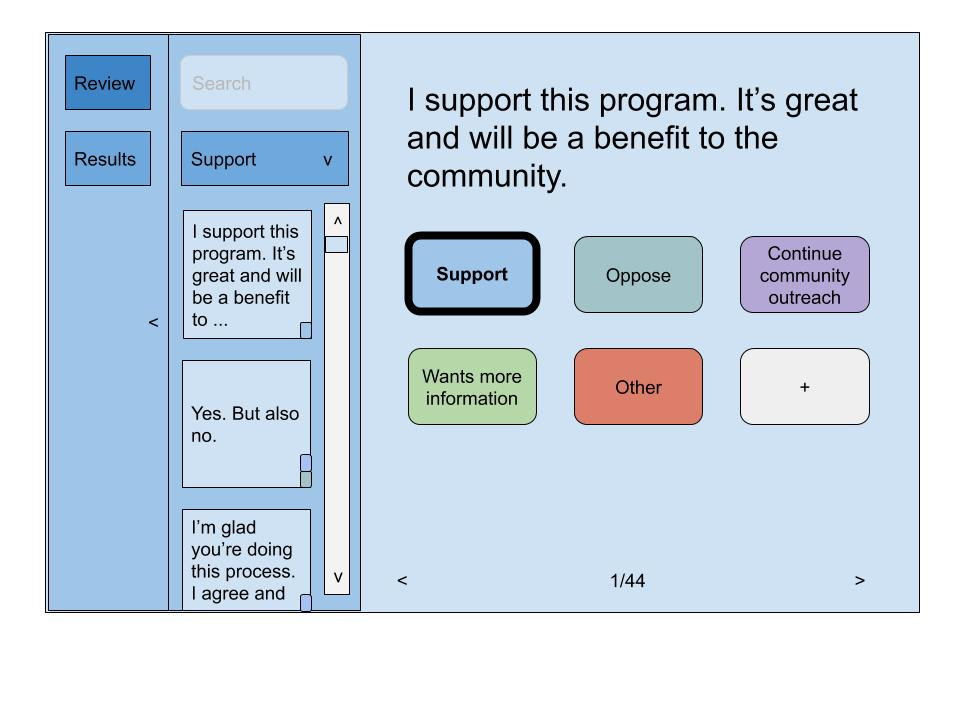 Review
Results
<
Search
Support v
I support this
program. It's
great and will
be a benefit
to ...
Yes. But also
no.
I'm glad
you're doing
this process.
I agree and
^
v
I support this program. It's great
and will be a benefit to the
community.
Support
Oppose
Continue
community
outreach
Wants more
information
Other
+
< 1/44 >